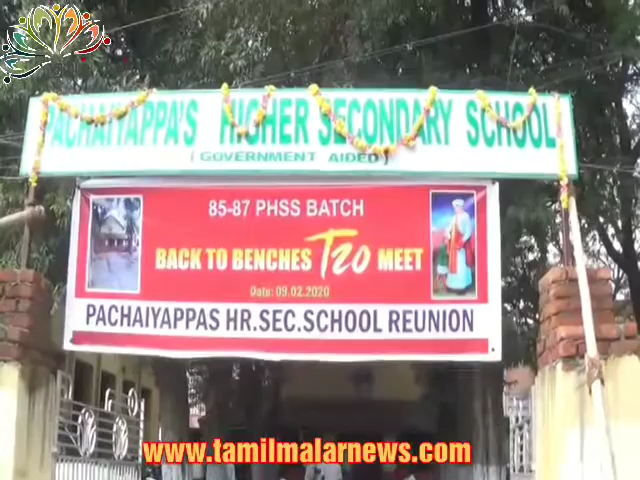 PACHAIYAPPA'S HIGHER SECONDARY SCHOOL
(GOVERNMENT AIDED)
85-87 PHSS BATCH
BACK TO BENCHES T20 MEET
Date: 09.02.2020
PACHAIYAPPAS HR.SEC.SCHOOL REUNION
www.tamilmalarnews.com